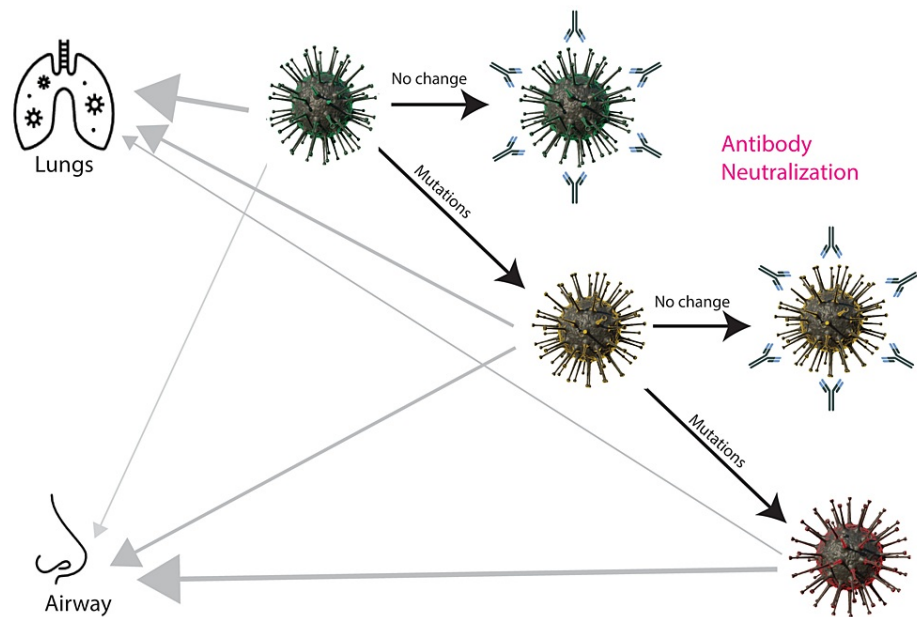 No change
Lungs
Antibody
Neutralization
Mutations
No change
Mutations
Airway